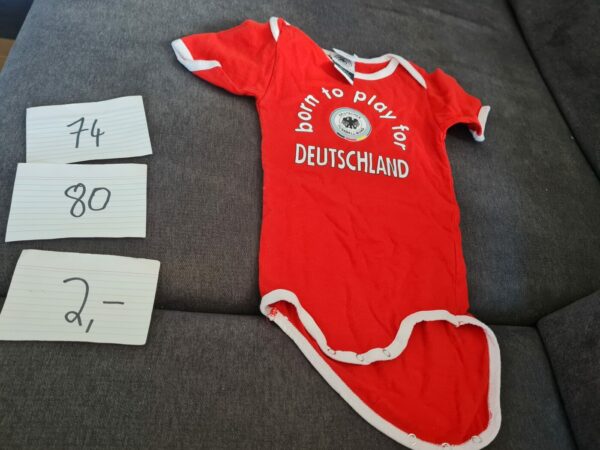 74
80
2,-
born to play for
DEUTSCHLAND